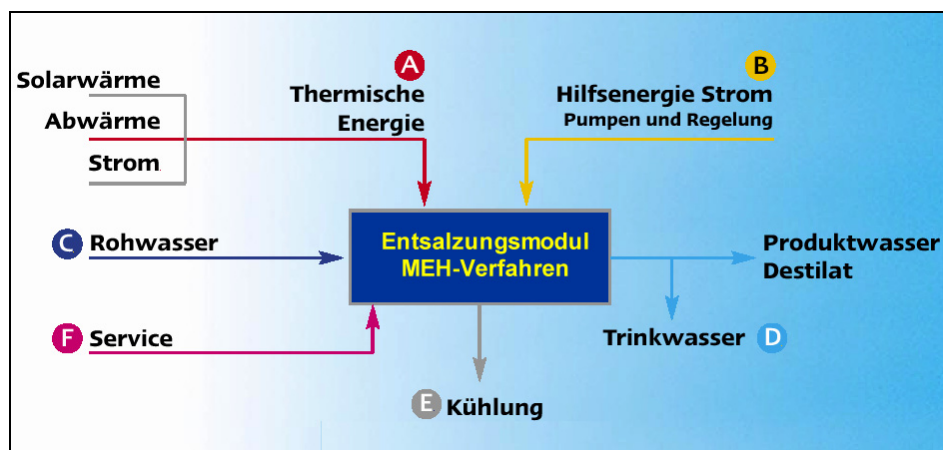 A
B
Solarwärme
Thermische
Energie
Hilfsenergie Strom
Pumpen und Regelung
Abwärme
Strom
C Rohwasser
Entsalzungsmodul
MEH-Verfahren
Produktwasser
Destilat
F Service
Trinkwasser D
E Kühlung